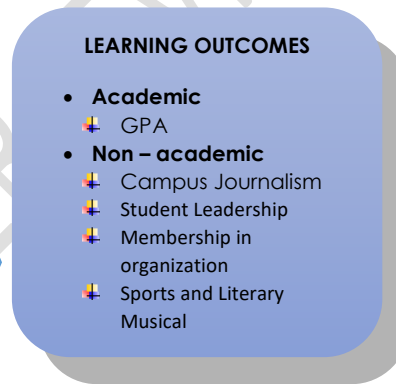 LEARNING OUTCOMES
• Academic
GPA
• Non – academic
Campus Journalism
Student Leadership
Membership in
organization
Sports and Literary
Musical